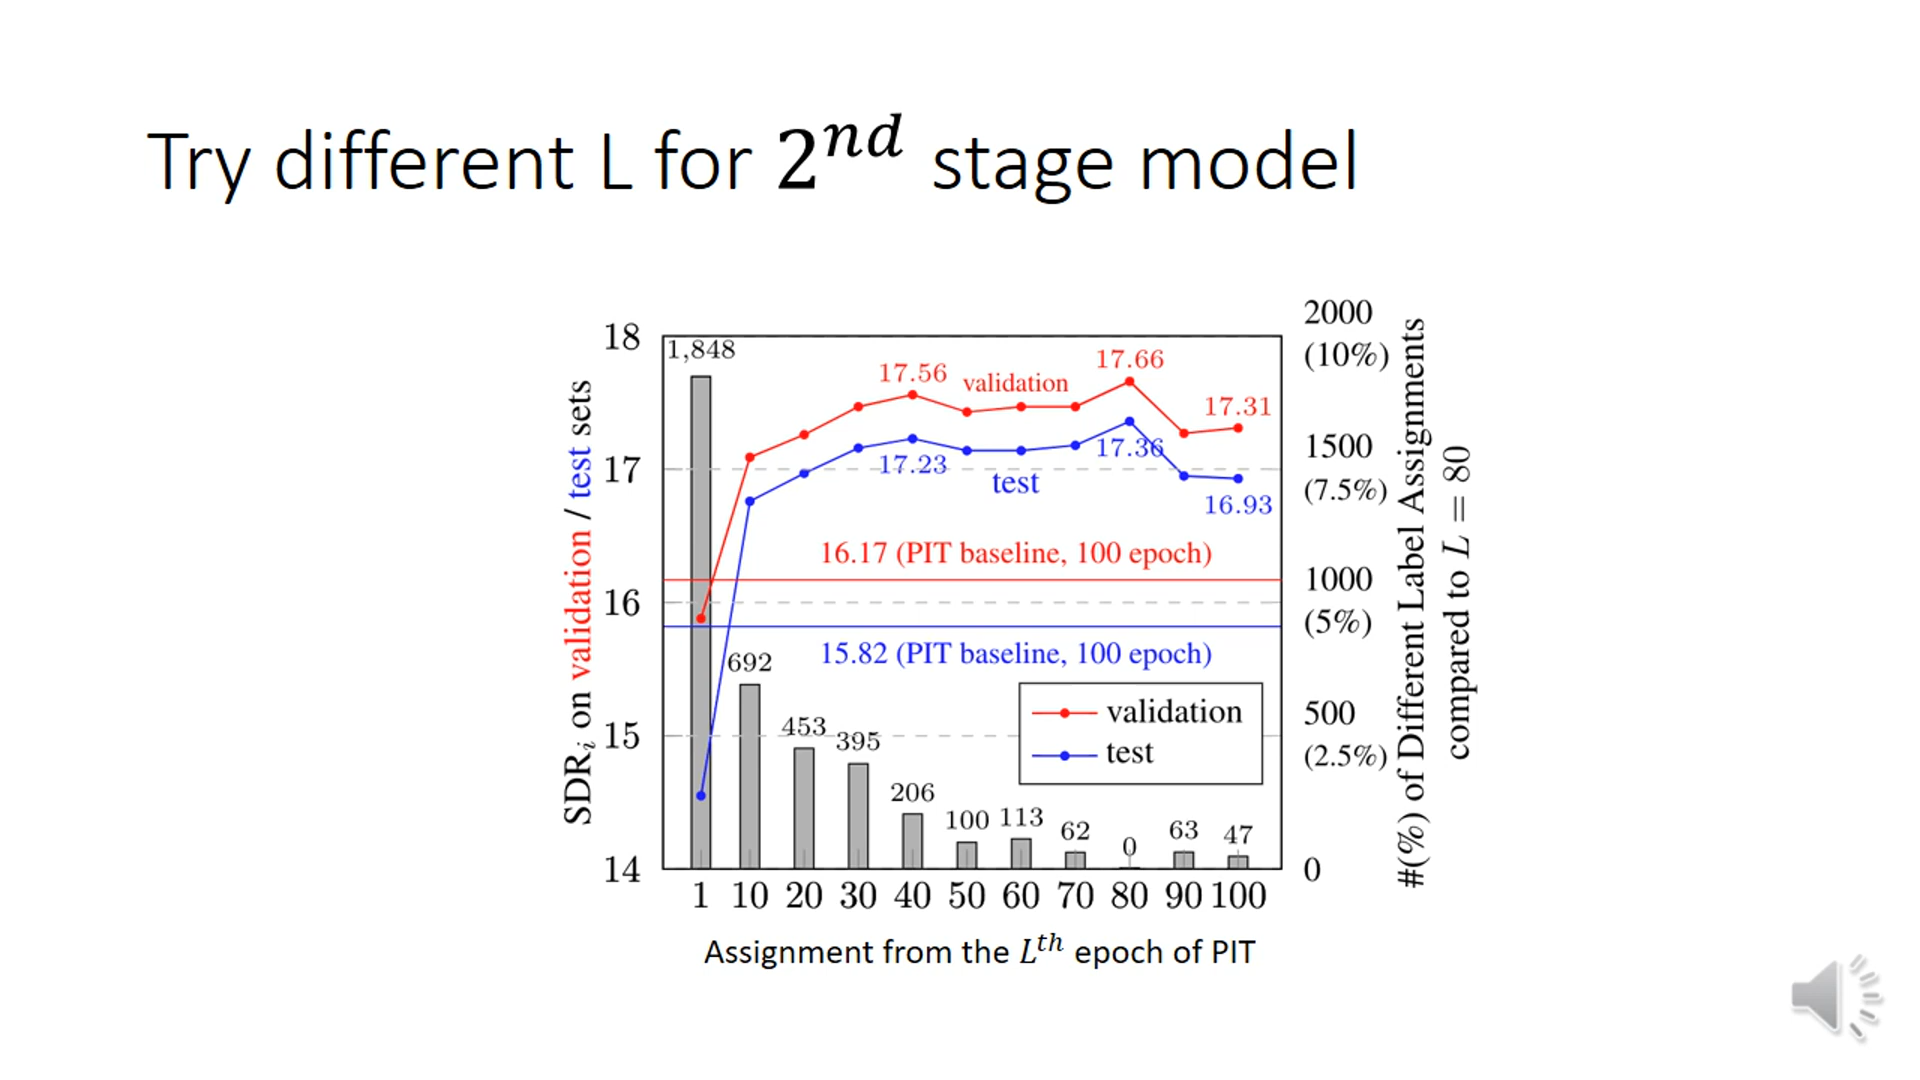 Try different L for 2nd stage model
SDRi on validation / test sets
18
17
16
15
14
1,848
692
453
395
206
100
113
62
0
63
47
17.56
validation
17.66
17.31
17.23
test
17.36
16.93
16.17 (PIT baseline, 100 epoch)
15.82 (PIT baseline, 100 epoch)
validation
test
2000
(10%)
1500
(7.5%)
1000
(5%)
500
(2.5%)
0
#(%) of Different Label Assignments
compared to L = 80
1 10 20 30 40 50 60 70 80 90 100
Assignment from the Lth epoch of PIT